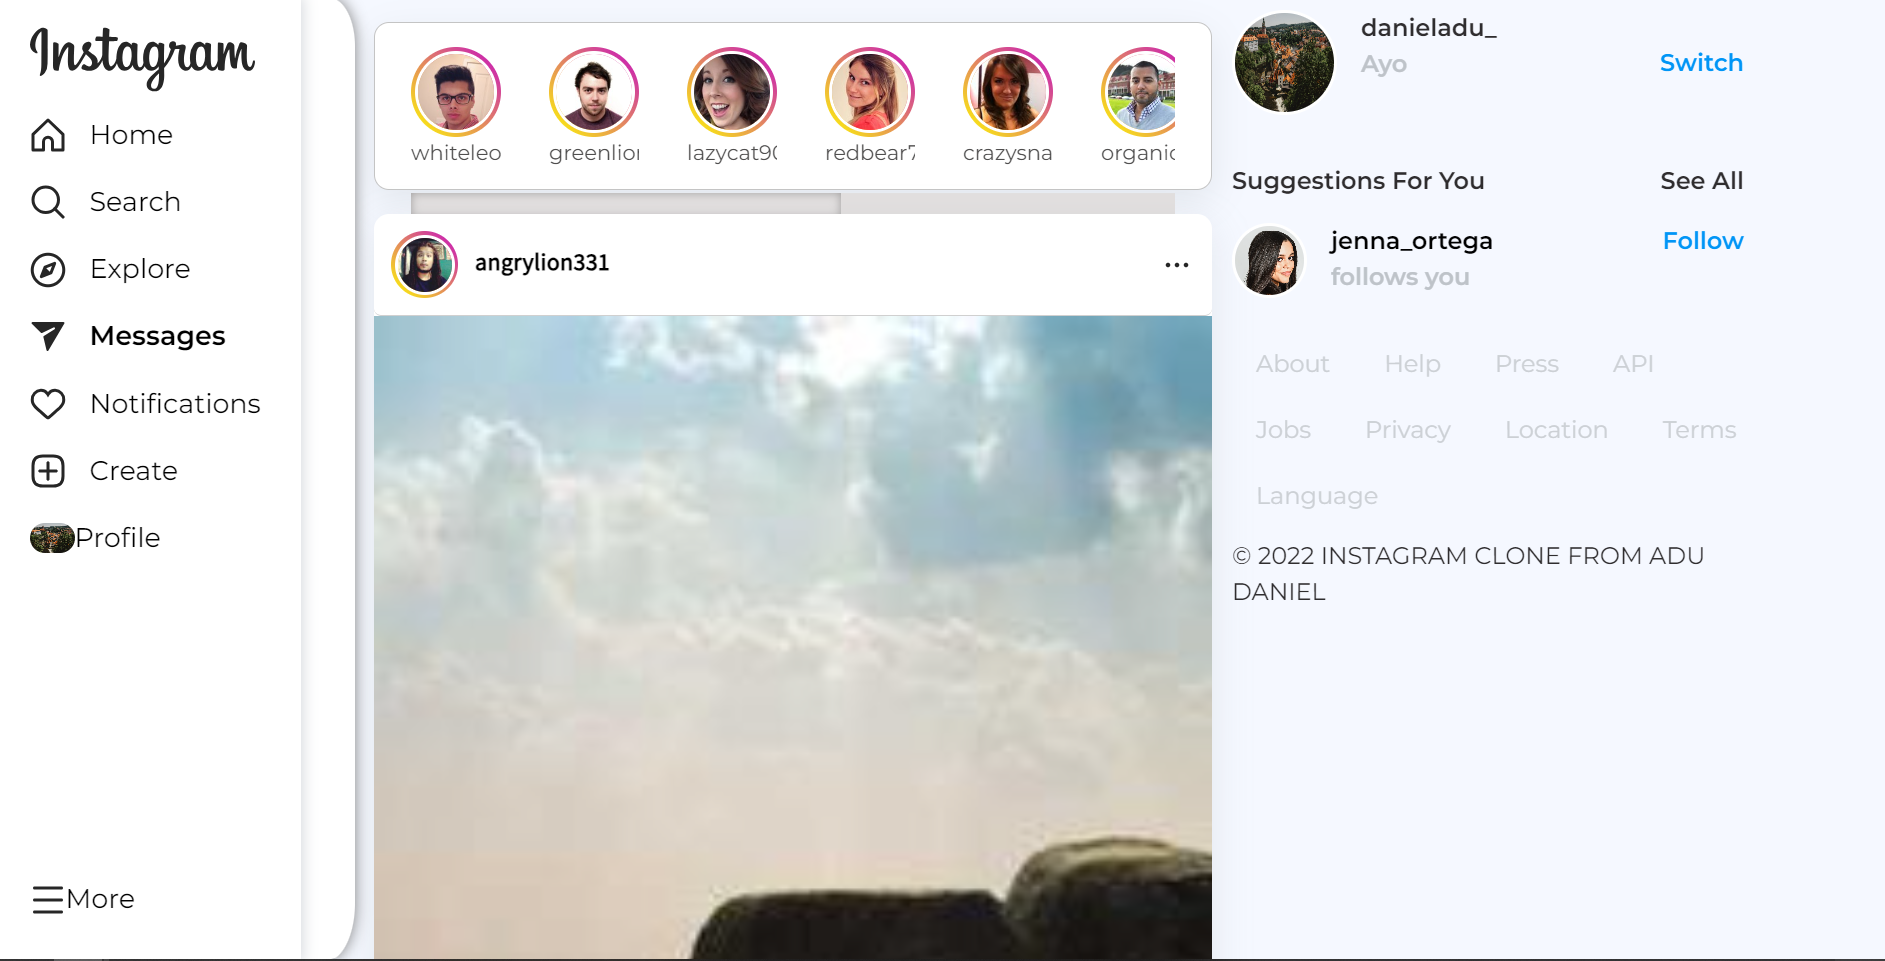 Instagram
Home
Search
Explore
Messages
Notifications
Create
Profile
More
whiteleo
greenlion
lazycat90
redbear7
crazysna
organic
angrylion331
danieladu_
Ayo
Switch
Suggestions For You
See All
jenna_ortega
follows you
Follow
About Help Press API
Jobs Privacy Location Terms
Language
© 2022 INSTAGRAM CLONE FROM ADU
DANIEL